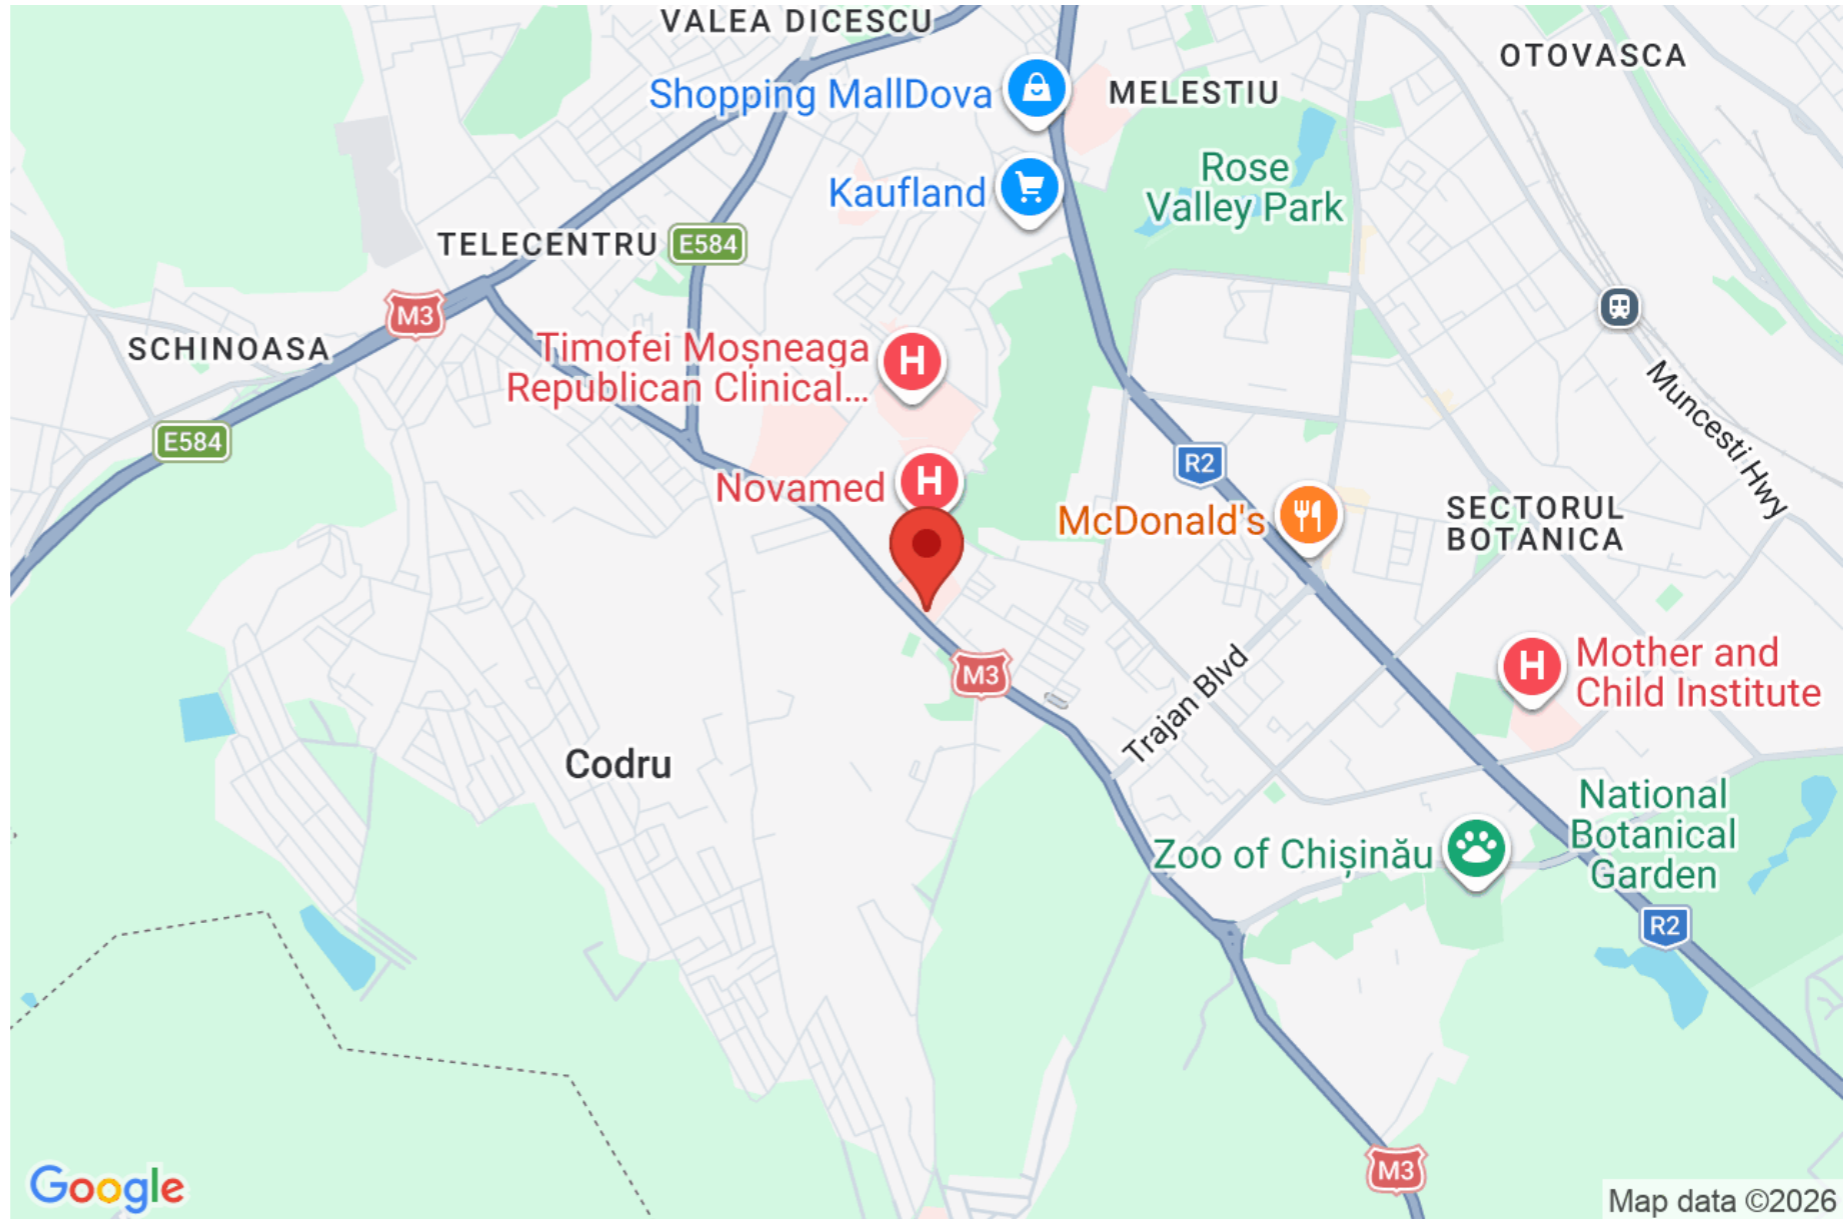 VALEA DICESCU
OTOVASCA
Shopping MallDova
MELESTIU
Rose
Valley Park
Kaufland
TELECENTRU
E584
M3
SCHINOASA
Timofei Moșneaga
Republican Clinical...
H
Muncesti Hwy
E584
R2
Novamed
H
McDonald's
SECTORUL
BOTANICA
M3
Trajan Blvd
H
Mother and
Child Institute
Codru
National
Botanical
Garden
Zoo of Chișinău
R2
M3
Google
Map data ©2026